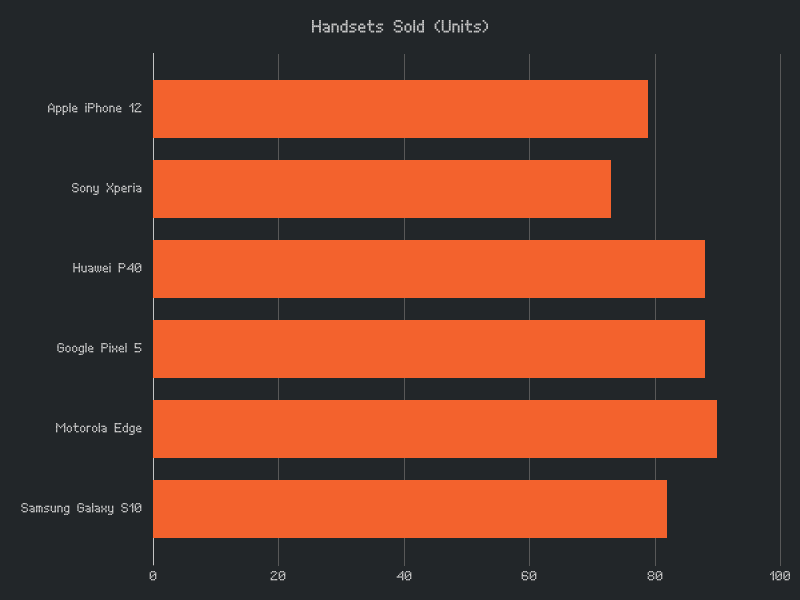 Handsets Sold (Units)
Apple iPhone 12
Sony Xperia
Huawei P40
Google Pixel 5
Motorola Edge
Samsung Galaxy S10
0 20 40 60 80 100